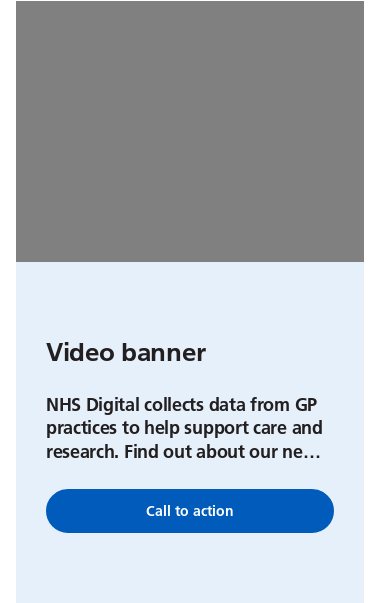 Video banner
NHS Digital collects data from GP
practices to help support care and
research. Find out about our ne…
Call to action